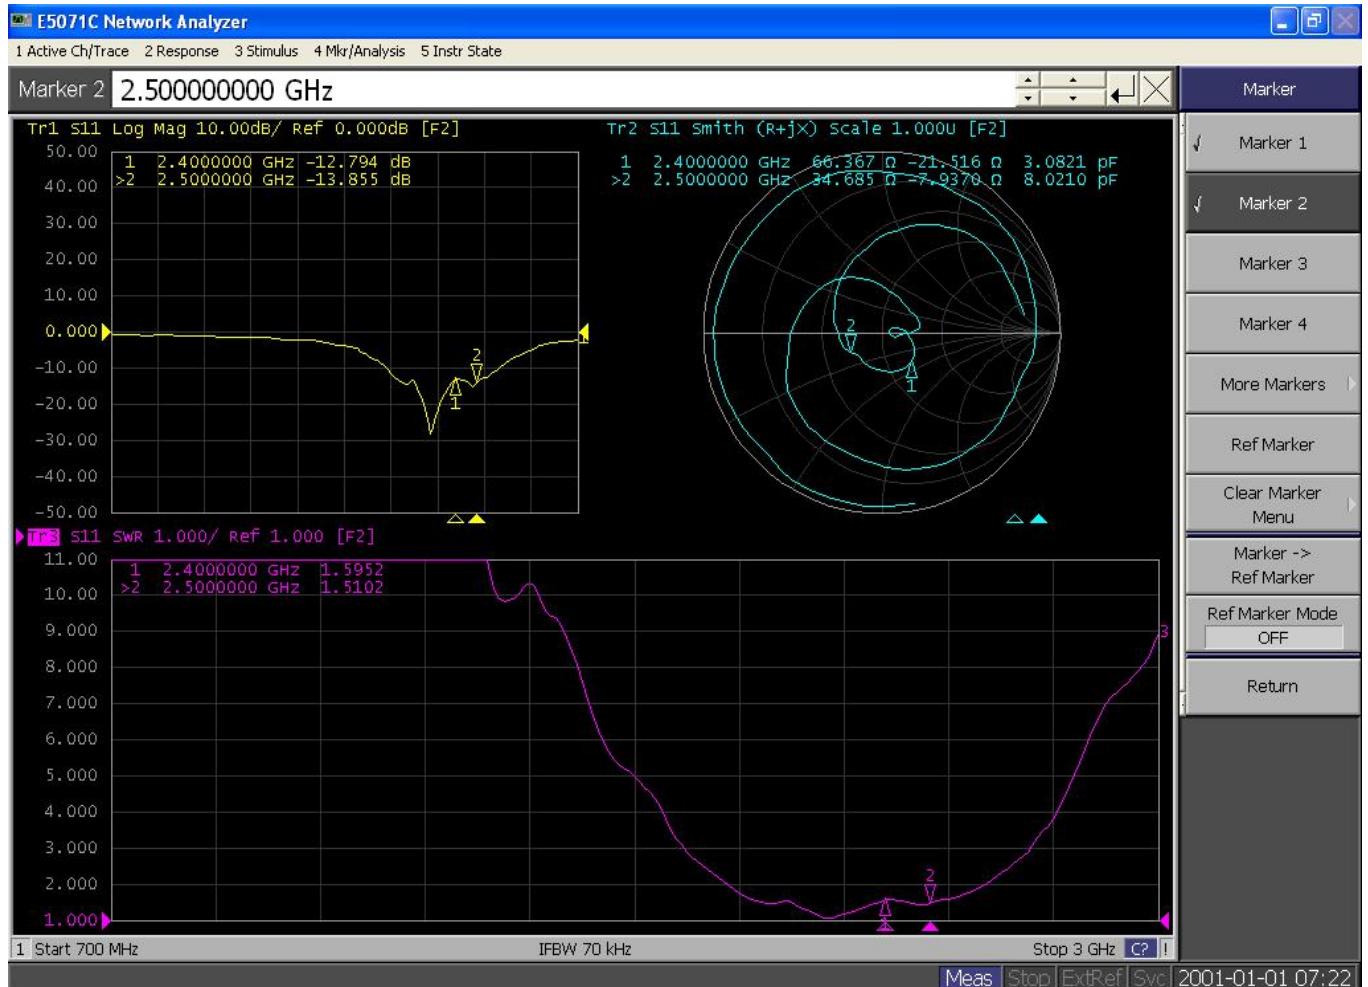 E5071C Network Analyzer
1 Active Ch/Trace 2 Response 3 Stimulus 4 Mkr/Analysis 5 Instr State
Marker 2 2.500000000 GHz
Marker
Tr1 S11 Log Mag 10.00dB/ Ref 0.000dB [F2]
50.00
1 2.4000000 GHz -12.794 dB
>2 2.5000000 GHz -13.855 dB
40.00
30.00
20.00
10.00
0.000
-10.00
-20.00
-30.00
-40.00
-50.00
2
1
1
Tr2 S11 Smith (R+jX) Scale 1.000U [F2]
1 2.4000000 GHz 66.367 Ω -21.516 Ω 3.0821 pF
>2 2.5000000 GHz 34.685 Ω -7.9370 Ω 8.0210 pF
2
1
Tr3 S11 SWR 1.000/ Ref 1.000 [F2]
11.00
1 2.4000000 GHz 1.5952
>2 2.5000000 GHz 1.5102
10.00
9.000
8.000
7.000
6.000
5.000
4.000
3.000
2.000
1.000
3
2
1
Marker 1
Marker 2
Marker 3
Marker 4
More Markers
Ref Marker
Clear Marker
Menu
Marker ->
Ref Marker
Ref Marker Mode
OFF
Return
1 Start 700 MHz IFBW 70 kHz Stop 3 GHz C? !
Meas Stop ExtRef Svc 2001-01-01 07:22